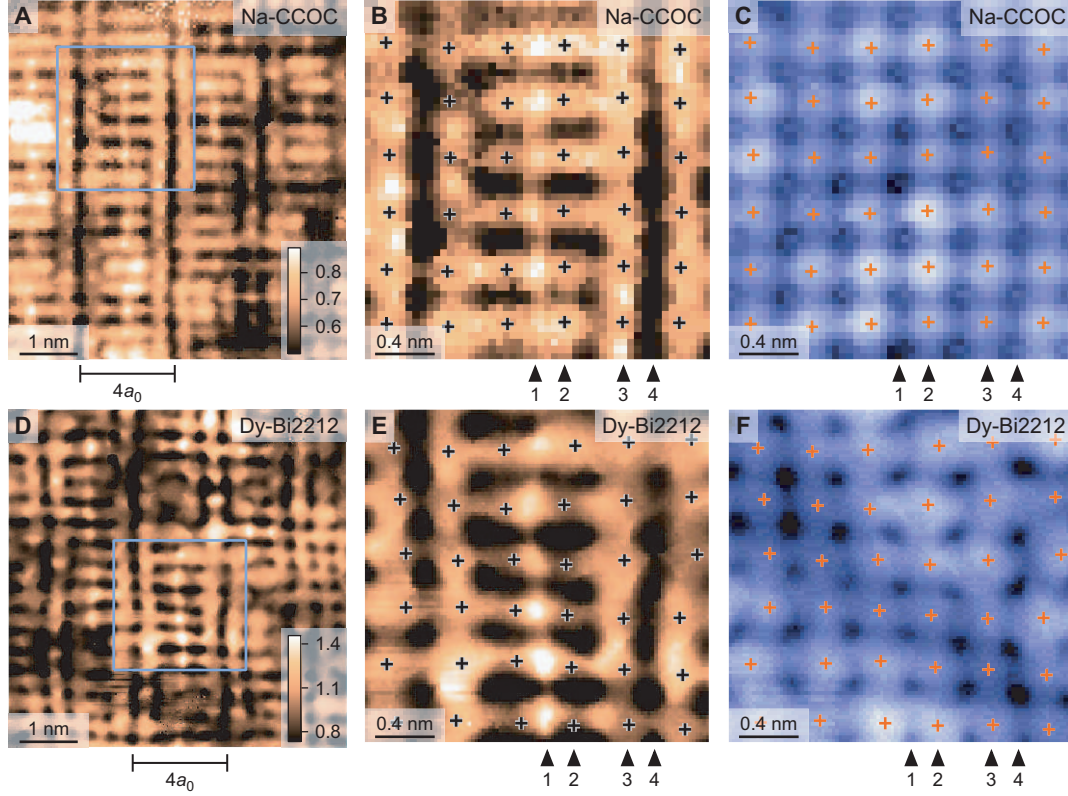 A Na-CCOC
0.8
0.7
0.6
1 nm
4a₀
B Na-CCOC
0.4 nm
1 2 3 4
C Na-CCOC
0.4 nm
1 2 3 4
D Dy-Bi2212
1.4
1.1
0.8
1 nm
4a₀
E Dy-Bi2212
0.4 nm
1 2 3 4
F Dy-Bi2212
0.4 nm
1 2 3 4